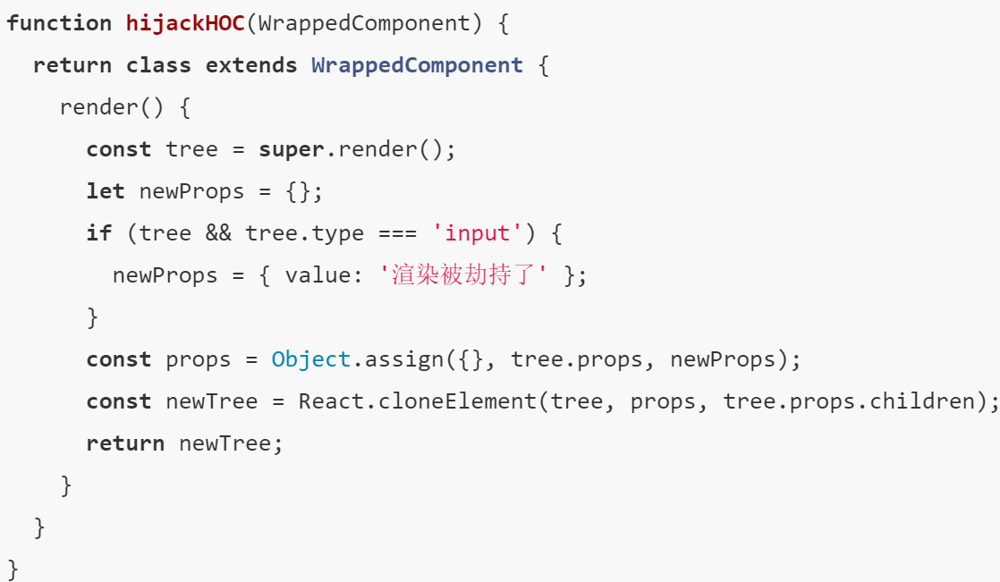 function hijackHOC(WrappedComponent) {
  return class extends WrappedComponent {
    render() {
      const tree = super.render();
      let newProps = {};
      if (tree && tree.type === 'input') {
        newProps = { value: '渲染被劫持了' };
      }
      const props = Object.assign({}, tree.props, newProps);
      const newTree = React.cloneElement(tree, props, tree.props.children);
      return newTree;
    }
  }
}